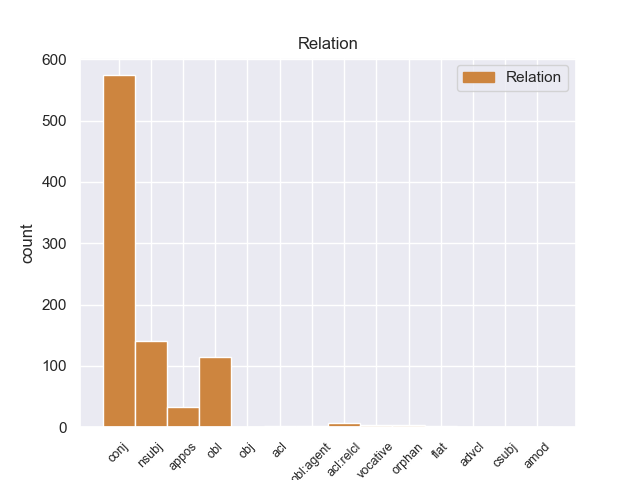 Relation
Relation
count
600
500
400
300
200
100
0
conj
nsubj
appos
obl
obj
acl
obl:agent
acl:relcl
vocative
orphan
flat
advcl
csubj
amod